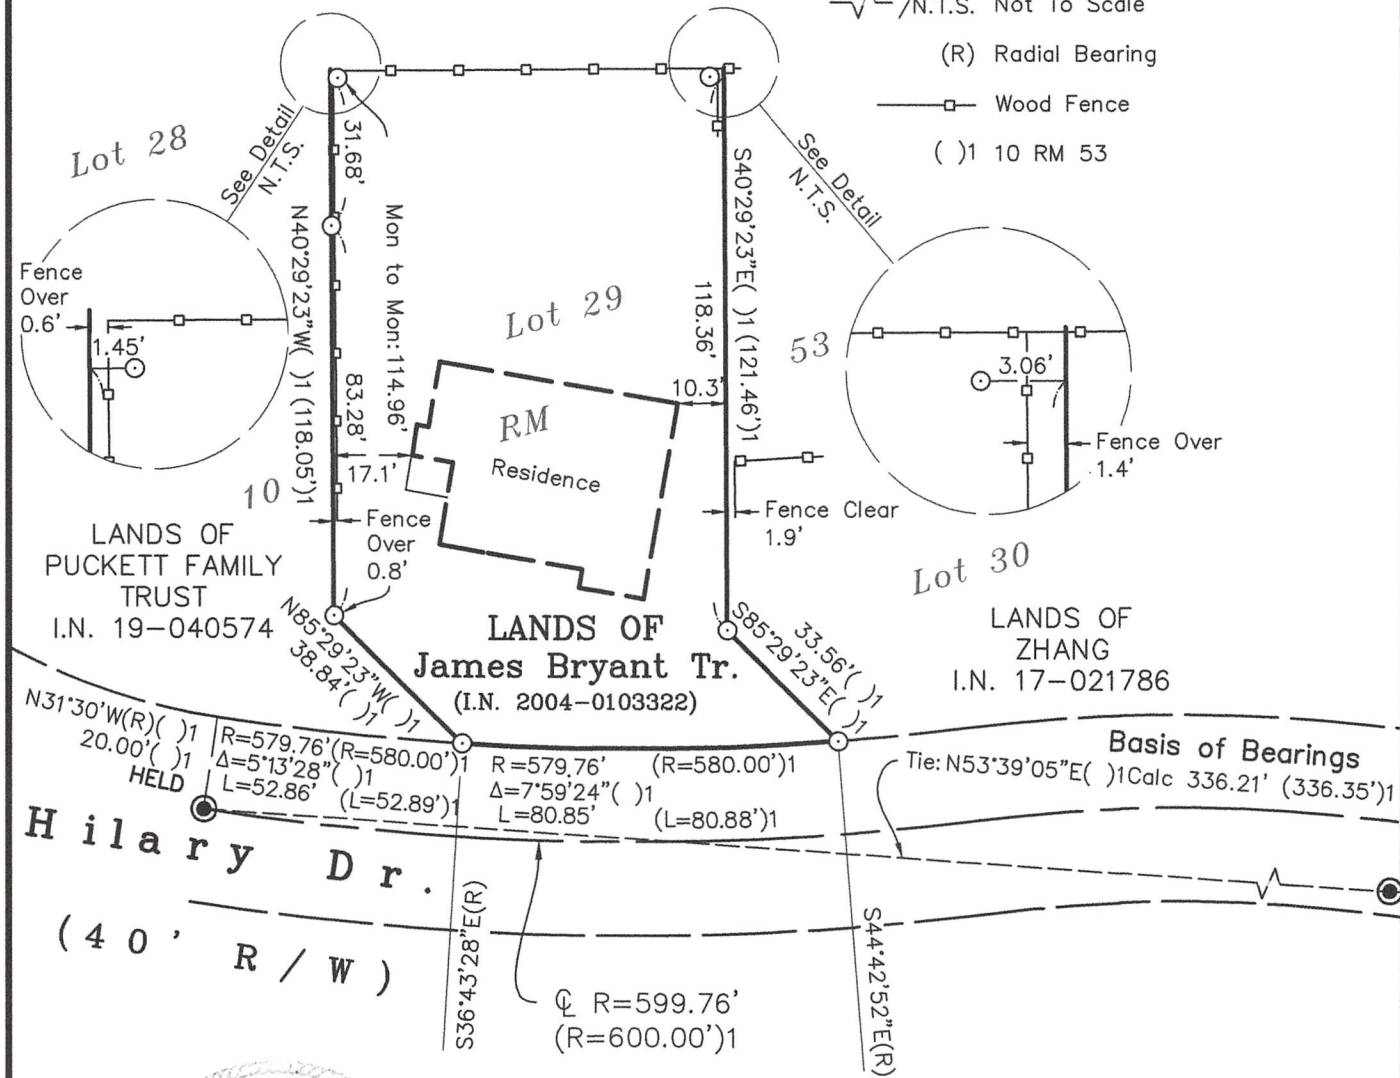 /N.T.S. Not To Scale
(R) Radial Bearing
Wood Fence
( )1 10 RM 53
Lot 28
See Detail
N.T.S.
31.68'
Mon to Mon: 114.96'
N40°29'23"W( )1 (118.05')1
83.28'
17.1'
Fence
Over
0.6'
1.45'
10
Lot 29
RM
Residence
10.3'
118.36'
S40°29'23"E( )1 (121.46')1
53
See Detail
N.T.S.
3.06'
Fence Over
1.4'
Fence Clear
1.9'
Fence
Over
0.8'
Lot 30
LANDS OF
PUCKETT FAMILY
TRUST
I.N. 19-040574
LANDS OF
James Bryant Tr.
(I.N. 2004-0103322)
LANDS OF
ZHANG
I.N. 17-021786
N85°29'23"W( )1
38.84'( )1
33.56'( )1
S85°29'23"E( )1
N31°30'W(R)( )1
20.00'( )1
HELD
R=579.76'(R=580.00')1
Δ=5°13'28"( )1
L=52.86' (L=52.89')1
R=579.76' (R=580.00')1
Δ=7°59'24"( )1
L=80.85' (L=80.88')1
Basis of Bearings
Tie: N53°39'05"E( )1Calc 336.21' (336.35')1
Hilary Dr.
(40' R/W)
S36°43'28"E(R)
S44°42'52"E(R)
℄ R=599.76'
(R=600.00')1